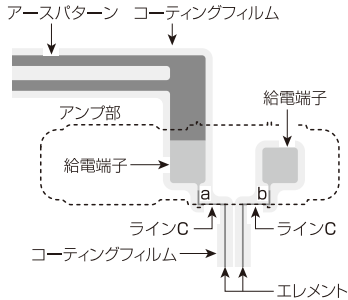 アースパターン
コーティングフィルム
給電端子
アンプ部
給電端子
a
b
ラインC
ラインC
コーティングフィルム
エレメント